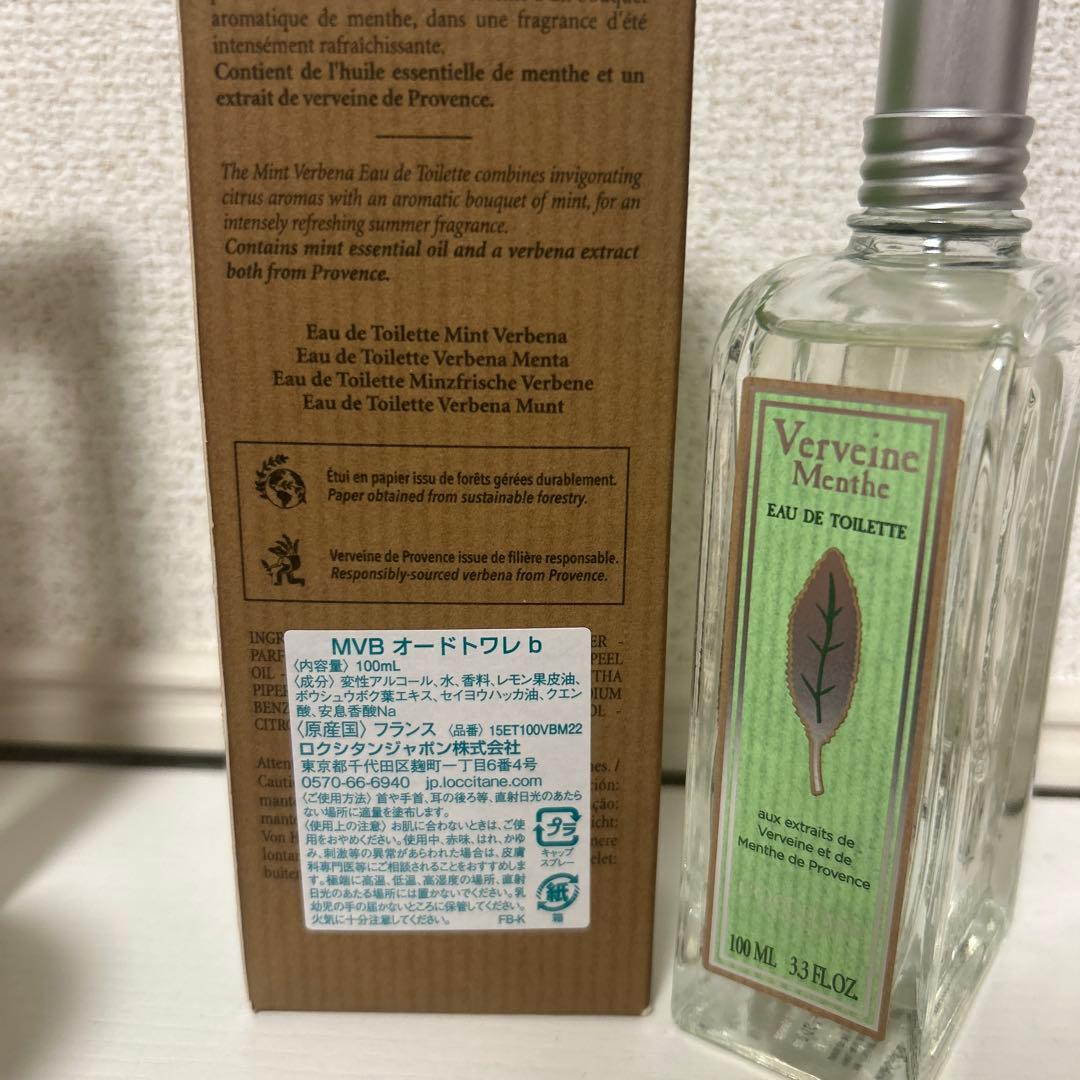 aromatique de menthe, dans une fragrance d'été
intensément rafraîchissante.
Contient de l'huile essentielle de menthe et un
extrait de verveine de Provence.
The Mint Verbena Eau de Toilette combines invigorating
citrus aromas with an aromatic bouquet of mint, for an
intensely refreshing summer fragrance.
Contains mint essential oil and a verbena extract
both from Provence.
Eau de Toilette Mint Verbena
Eau de Toilette Verbena Menta
Eau de Toilette Minzfrische Verbene
Eau de Toilette Verbena Munt
Étui en papier issu de forêts gérées durablement.
Paper obtained from sustainable forestry.
Verveine de Provence issue de filière responsable.
Responsibly-sourced verbena from Provence.
MVB オードトワレ b
〈内容量〉100mL
〈成分〉変性アルコール、水、香料、レモン果皮油、
ボウシュウボク葉エキス、セイヨウハッカ油、クエン
酸、安息香酸Na
〈原産国〉フランス 〈品番〉15ET100VBM22
ロクシタンジャポン株式会社
東京都千代田区麹町一丁目6番4号
0570-66-6940 jp.loccitane.com
〈ご使用方法〉首や手首、耳の後ろ等、直射日光のあたら
ない場所に適量を塗布します。
〈使用上の注意〉お肌に合わないときは、ご使
用をおやめください。使用中、赤味、はれ、かゆ
み、刺激等の異常があらわれた場合は、皮膚
科専門医等にご相談されることをおすすめしま
す。極端に高温、低温、高湿度の場所、直射
日光のあたる場所には置かないでください。乳
幼児の手の届かないところに保管してください。
火気に十分注意してください。 FB-K
プラ
キャップ
スプレー
紙
箱
Verveine
Menthe
EAU DE TOILETTE
aux extraits de
Verveine et de
Menthe de Provence
100 ML 3.3 FL.OZ.